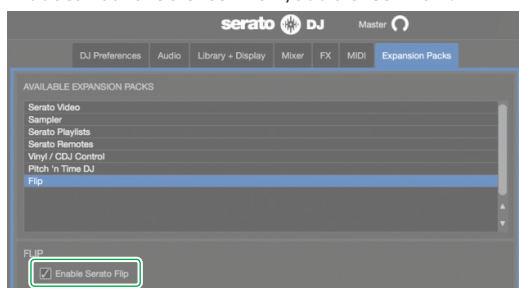 serato DJ Master
DJ Preferences Audio Library + Display Mixer FX MIDI Expansion Packs
AVAILABLE EXPANSION PACKS
Serato Video
Sampler
Serato Playlists
Serato Remotes
Vinyl / CDJ Control
Pitch 'n Time DJ
Flip
FLIP
Enable Serato Flip